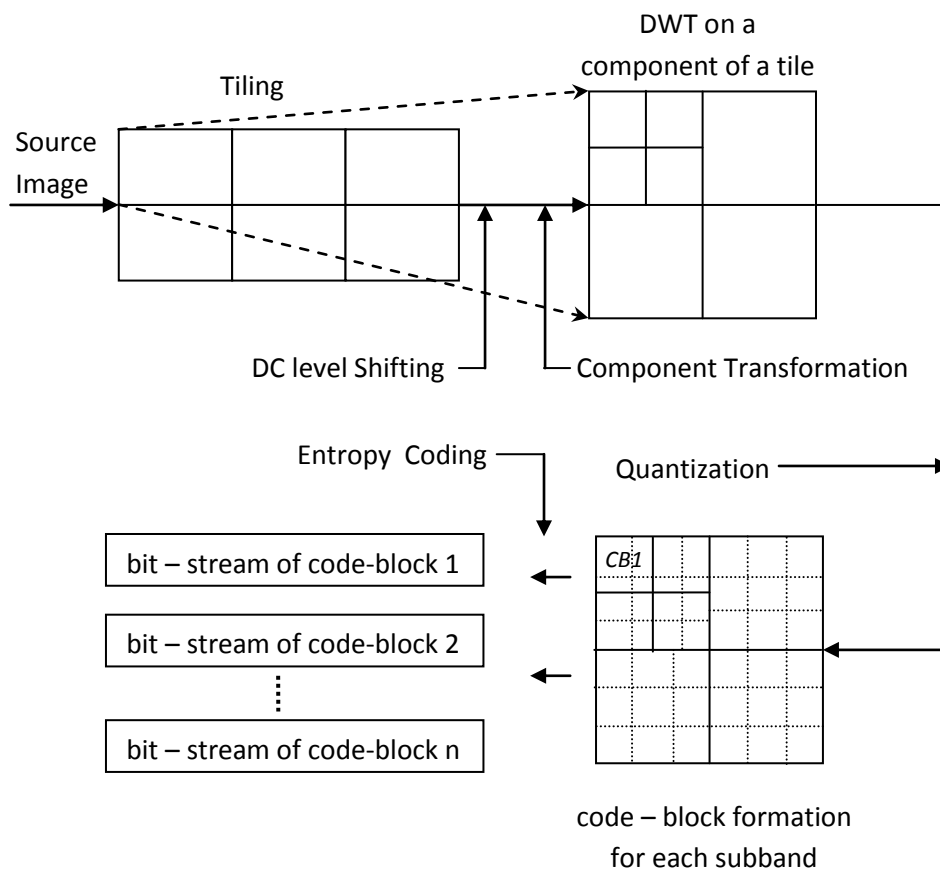 DWT on a
component of a tile
Tiling
Source
Image
DC level Shifting
Component Transformation
Entropy Coding
Quantization
bit – stream of code-block 1
CB1
bit – stream of code-block 2
bit – stream of code-block n
code – block formation
for each subband